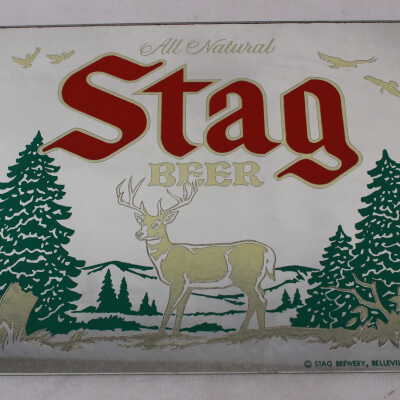 All Natural
Stag
BEER
© STAG BREWERY, BELLEVI